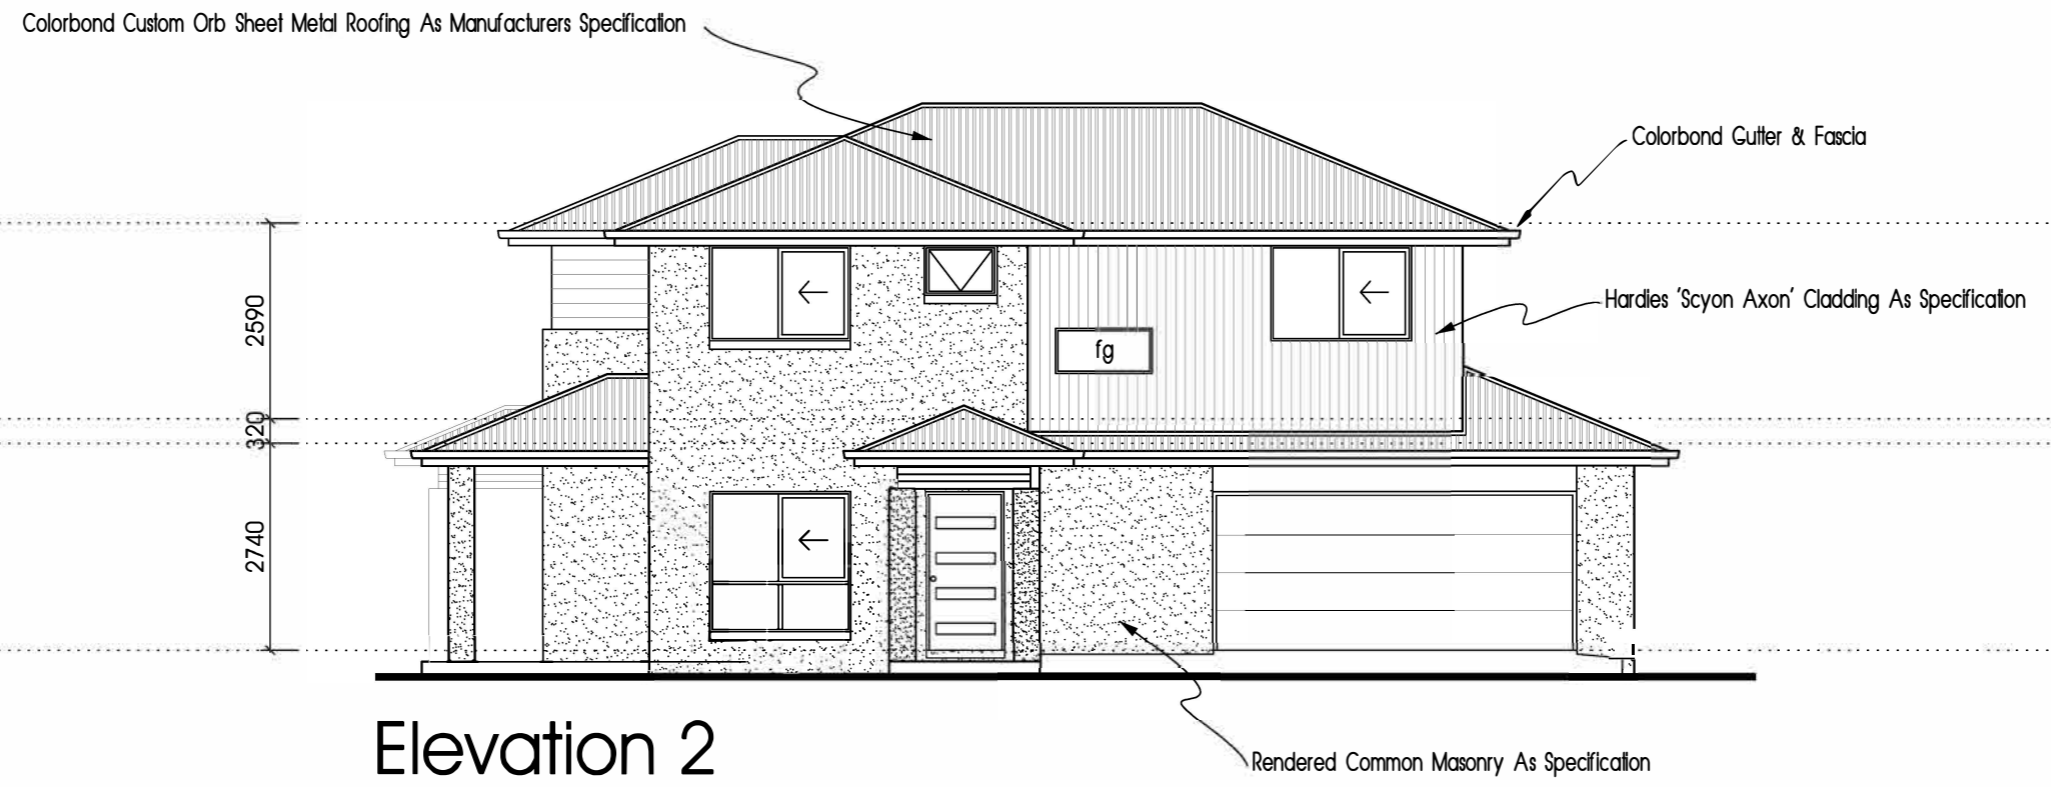 Colorbond Custom Orb Sheet Metal Roofing As Manufacturers Specification
Colorbond Gutter & Fascia
Hardies 'Scyon Axon' Cladding As Specification
2590
fg
320
2740
Elevation 2
Rendered Common Masonry As Specification